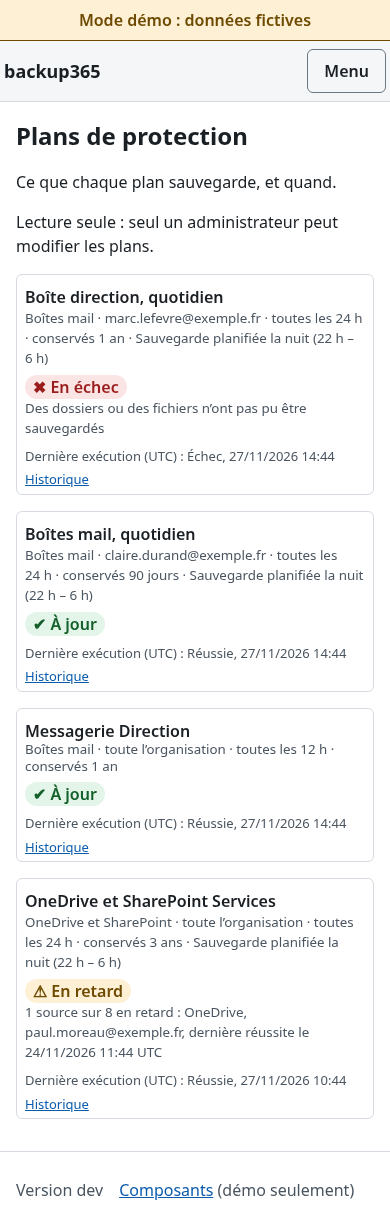 Mode démo : données fictives
backup365
Menu
Plans de protection
Ce que chaque plan sauvegarde, et quand.
Lecture seule : seul un administrateur peut
modifier les plans.
Boîte direction, quotidien
Boîtes mail · marc.lefevre@exemple.fr · toutes les 24 h
· conservés 1 an · Sauvegarde planifiée la nuit (22 h –
6 h)
✖ En échec
Des dossiers ou des fichiers n’ont pas pu être
sauvegardés
Dernière exécution (UTC) : Échec, 27/11/2026 14:44
Historique
Boîtes mail, quotidien
Boîtes mail · claire.durand@exemple.fr · toutes les
24 h · conservés 90 jours · Sauvegarde planifiée la nuit
(22 h – 6 h)
✔ À jour
Dernière exécution (UTC) : Réussie, 27/11/2026 14:44
Historique
Messagerie Direction
Boîtes mail · toute l’organisation · toutes les 12 h ·
conservés 1 an
✔ À jour
Dernière exécution (UTC) : Réussie, 27/11/2026 14:44
Historique
OneDrive et SharePoint Services
OneDrive et SharePoint · toute l’organisation · toutes
les 24 h · conservés 3 ans · Sauvegarde planifiée la
nuit (22 h – 6 h)
⚠ En retard
1 source sur 8 en retard : OneDrive,
paul.moreau@exemple.fr, dernière réussite le
24/11/2026 11:44 UTC
Dernière exécution (UTC) : Réussie, 27/11/2026 10:44
Historique
Version dev Composants (démo seulement)